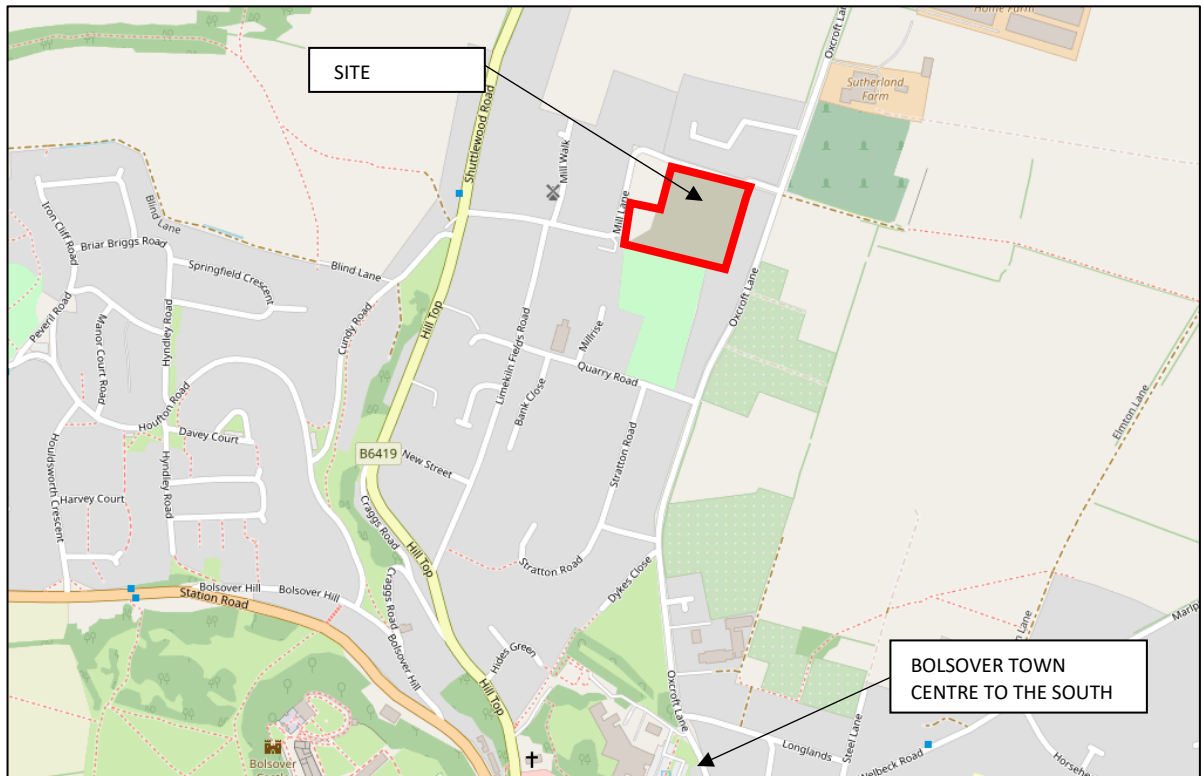 Home Farm
Oxcroft Lane
SITE
Sutherland
Farm
Shuttlewood Road
Mill Walk
Mill Lane
Blind Lane
Iron Cliff Road
Briar Briggs Road
Springfield Crescent
Blind Lane
Peveril Road
Manor Court Road
Hyndley Road
Cundy Road
Hill Top
Oxcroft Lane
Millrise
Limekiln Fields Road
Quarry Road
Bank Close
Houfton Road
Davey Court
Elmton Lane
B6419
New Street
Stratton Road
Houldsworth Crescent
Harvey Court
Hyndley Road
Craggs Road
Hill Top
Stratton Road
Dykes Close
Bolsover Hill
Bolsover Hill
Station Road
Craggs Road
Bolsover Hill
Hides Green
Hill Top
Oxcroft Lane
BOLSOVER TOWN
CENTRE TO THE SOUTH
Longlands
Steel Lane
Welbeck Road
Bolsover